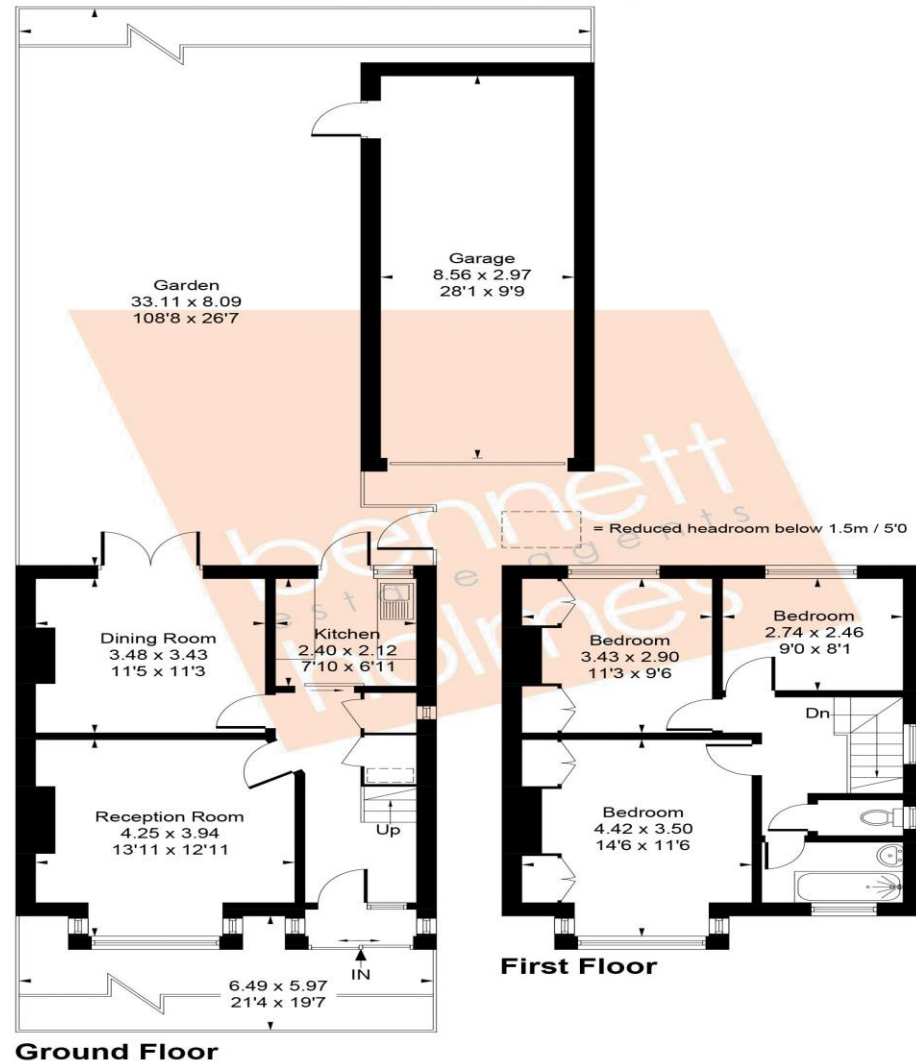 Garden
33.11 x 8.09
108'8 x 26'7
Garage
8.56 x 2.97
28'1 x 9'9
bennett
estate agents
holmes
= Reduced headroom below 1.5m / 5'0
Dining Room
3.48 x 3.43
11'5 x 11'3
Kitchen
2.40 x 2.12
7'10 x 6'11
Bedroom
3.43 x 2.90
11'3 x 9'6
Bedroom
2.74 x 2.46
9'0 x 8'1
Dn
Reception Room
4.25 x 3.94
13'11 x 12'11
Up
Bedroom
4.42 x 3.50
14'6 x 11'6
IN
6.49 x 5.97
21'4 x 19'7
First Floor
Ground Floor